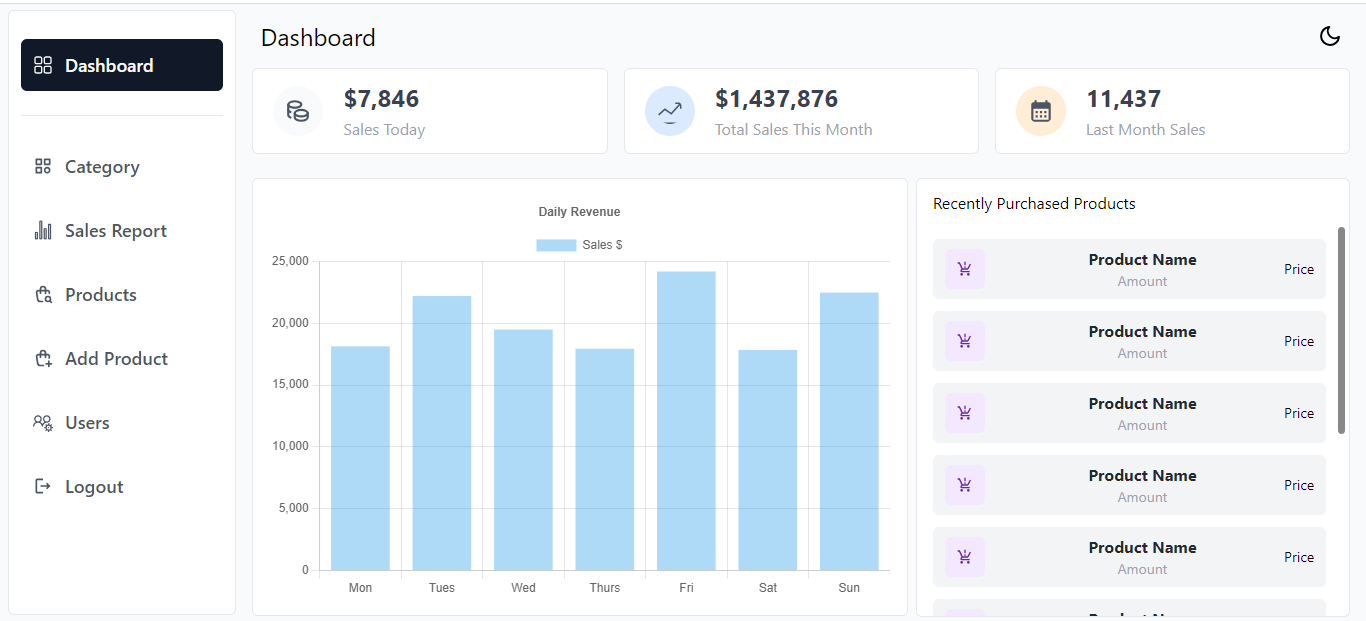 Dashboard
Category
Sales Report
Products
Add Product
Users
Logout
Dashboard
$7,846
Sales Today
$1,437,876
Total Sales This Month
11,437
Last Month Sales
Daily Revenue
Sales $
25,000
20,000
15,000
10,000
5,000
0
Mon Tues Wed Thurs Fri Sat Sun
Recently Purchased Products
Product Name
Amount
Price
Product Name
Amount
Price
Product Name
Amount
Price
Product Name
Amount
Price
Product Name
Amount
Price